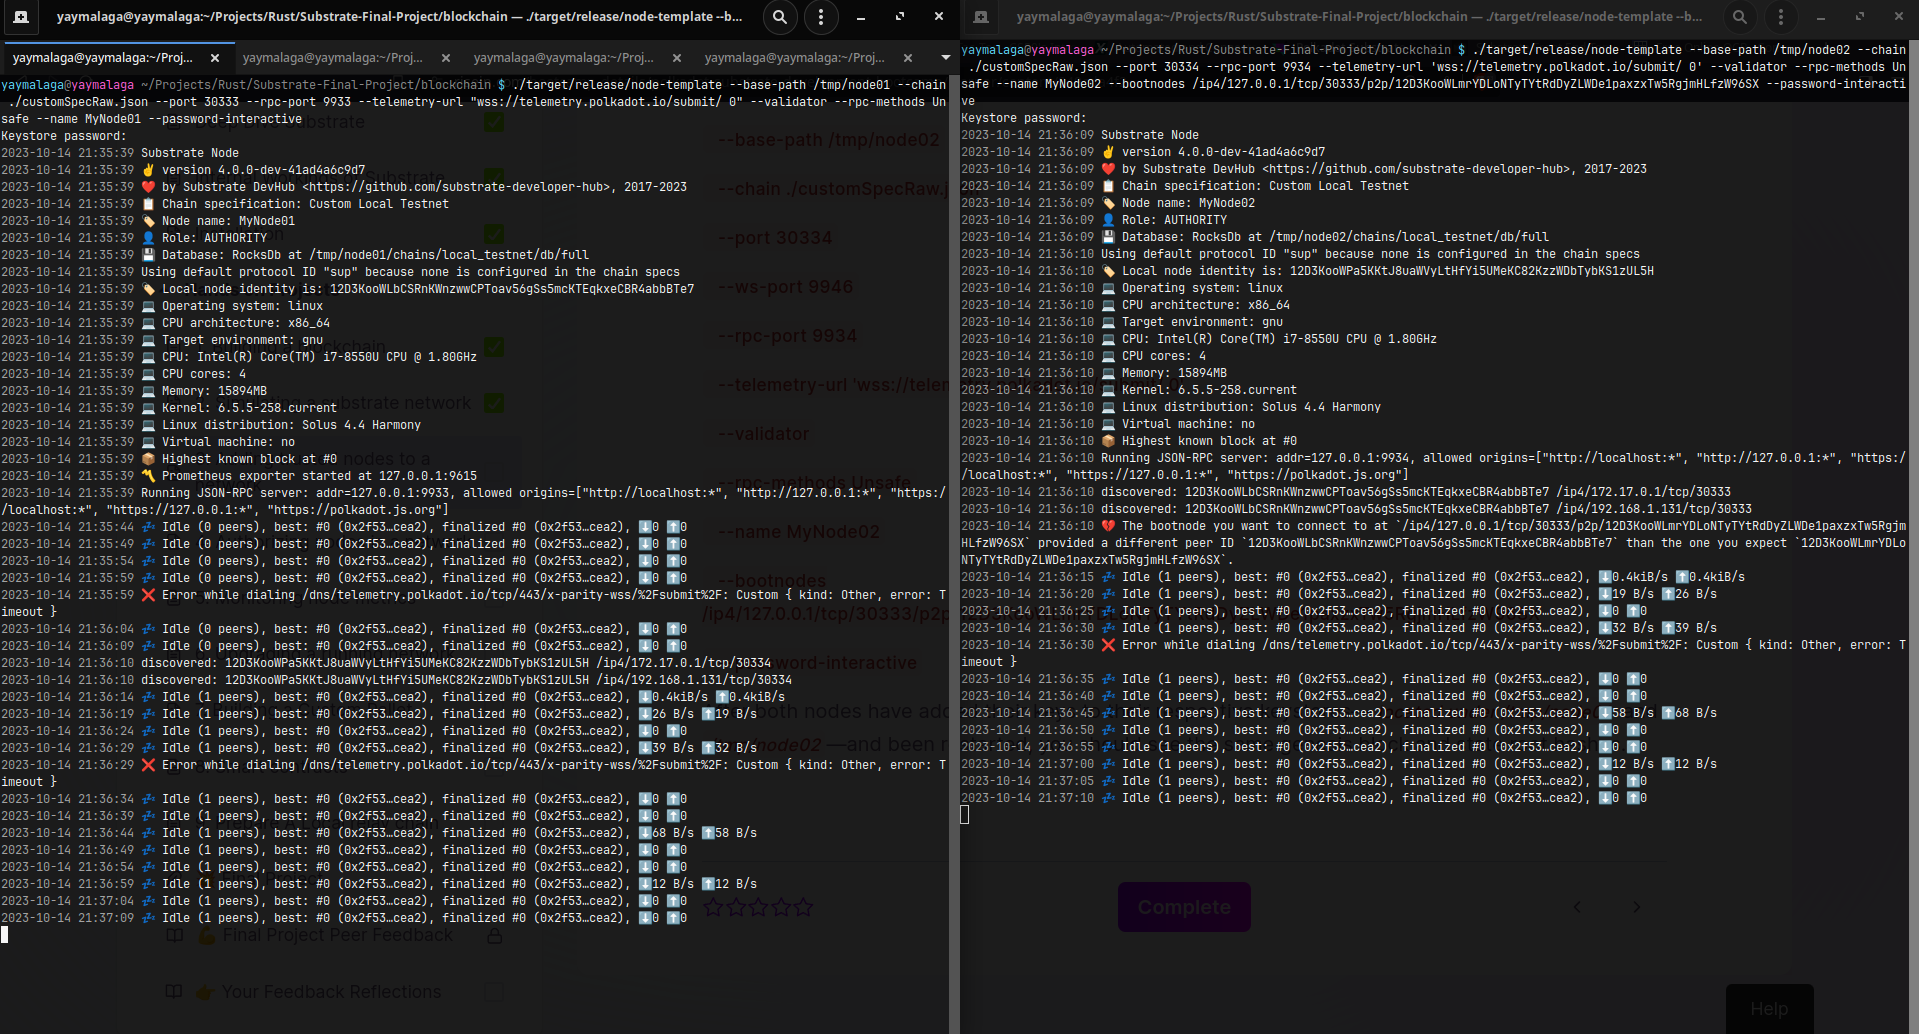 yaymalaga@yaymalaga:~/Projects/Rust/Substrate-Final-Project/blockchain — ./target/release/node-template --b...
yaymalaga@yaymalaga:~/Proj...
yaymalaga@yaymalaga:~/Proj...
yaymalaga@yaymalaga:~/Proj...
yaymalaga@yaymalaga:~/Proj...
yaymalaga@yaymalaga ~/Projects/Rust/Substrate-Final-Project/blockchain $ ./target/release/node-template --base-path /tmp/node01 --chain
./customSpecRaw.json --port 30333 --rpc-port 9933 --telemetry-url "wss://telemetry.polkadot.io/submit/ 0" --validator --rpc-methods Un
safe --name MyNode01 --password-interactive
Keystore password:
2023-10-14 21:35:39 Substrate Node
2023-10-14 21:35:39 ✌️ version 4.0.0-dev-41ad4a6c9d7
2023-10-14 21:35:39 ❤️ by Substrate DevHub <https://github.com/substrate-developer-hub>, 2017-2023
2023-10-14 21:35:39 📋 Chain specification: Custom Local Testnet
2023-10-14 21:35:39 🏷 Node name: MyNode01
2023-10-14 21:35:39 👤 Role: AUTHORITY
2023-10-14 21:35:39 💾 Database: RocksDb at /tmp/node01/chains/local_testnet/db/full
2023-10-14 21:35:39 Using default protocol ID "sup" because none is configured in the chain specs
2023-10-14 21:35:39 🏷 Local node identity is: 12D3KooWLbCSRnKWnzwwCPToav56gSs5mcKTEqkxeCBR4abbBTe7
2023-10-14 21:35:39 💻 Operating system: linux
2023-10-14 21:35:39 💻 CPU architecture: x86_64
2023-10-14 21:35:39 💻 Target environment: gnu
2023-10-14 21:35:39 💻 CPU: Intel(R) Core(TM) i7-8550U CPU @ 1.80GHz
2023-10-14 21:35:39 💻 CPU cores: 4
2023-10-14 21:35:39 💻 Memory: 15894MB
2023-10-14 21:35:39 💻 Kernel: 6.5.5-258.current
2023-10-14 21:35:39 💻 Linux distribution: Solus 4.4 Harmony
2023-10-14 21:35:39 💻 Virtual machine: no
2023-10-14 21:35:39 📦 Highest known block at #0
2023-10-14 21:35:39 〽️ Prometheus exporter started at 127.0.0.1:9615
2023-10-14 21:35:39 Running JSON-RPC server: addr=127.0.0.1:9933, allowed origins=["http://localhost:*", "http://127.0.0.1:*", "https:/
/localhost:*", "https://127.0.0.1:*", "https://polkadot.js.org"]
2023-10-14 21:35:44 💤 Idle (0 peers), best: #0 (0x2f53…cea2), finalized #0 (0x2f53…cea2), ⬇0 ⬆0
2023-10-14 21:35:49 💤 Idle (0 peers), best: #0 (0x2f53…cea2), finalized #0 (0x2f53…cea2), ⬇0 ⬆0
2023-10-14 21:35:54 💤 Idle (0 peers), best: #0 (0x2f53…cea2), finalized #0 (0x2f53…cea2), ⬇0 ⬆0
2023-10-14 21:35:59 💤 Idle (0 peers), best: #0 (0x2f53…cea2), finalized #0 (0x2f53…cea2), ⬇0 ⬆0
2023-10-14 21:35:59 ❌ Error while dialing /dns/telemetry.polkadot.io/tcp/443/x-parity-wss/%2Fsubmit%2F: Custom { kind: Other, error: T
imeout }
2023-10-14 21:36:04 💤 Idle (0 peers), best: #0 (0x2f53…cea2), finalized #0 (0x2f53…cea2), ⬇0 ⬆0
2023-10-14 21:36:09 💤 Idle (0 peers), best: #0 (0x2f53…cea2), finalized #0 (0x2f53…cea2), ⬇0 ⬆0
2023-10-14 21:36:10 discovered: 12D3KooWPa5KKtJ8uaWVyLtHfYi5UMeKC82KzzWDbTybKS1zUL5H /ip4/172.17.0.1/tcp/30334
2023-10-14 21:36:10 discovered: 12D3KooWPa5KKtJ8uaWVyLtHfYi5UMeKC82KzzWDbTybKS1zUL5H /ip4/192.168.1.131/tcp/30334
2023-10-14 21:36:14 💤 Idle (1 peers), best: #0 (0x2f53…cea2), finalized #0 (0x2f53…cea2), ⬇0.4kiB/s ⬆0.4kiB/s
2023-10-14 21:36:19 💤 Idle (1 peers), best: #0 (0x2f53…cea2), finalized #0 (0x2f53…cea2), ⬇26 B/s ⬆19 B/s
2023-10-14 21:36:24 💤 Idle (1 peers), best: #0 (0x2f53…cea2), finalized #0 (0x2f53…cea2), ⬇0 ⬆0
2023-10-14 21:36:29 💤 Idle (1 peers), best: #0 (0x2f53…cea2), finalized #0 (0x2f53…cea2), ⬇39 B/s ⬆32 B/s
2023-10-14 21:36:29 ❌ Error while dialing /dns/telemetry.polkadot.io/tcp/443/x-parity-wss/%2Fsubmit%2F: Custom { kind: Other, error: T
imeout }
2023-10-14 21:36:34 💤 Idle (1 peers), best: #0 (0x2f53…cea2), finalized #0 (0x2f53…cea2), ⬇0 ⬆0
2023-10-14 21:36:39 💤 Idle (1 peers), best: #0 (0x2f53…cea2), finalized #0 (0x2f53…cea2), ⬇0 ⬆0
2023-10-14 21:36:44 💤 Idle (1 peers), best: #0 (0x2f53…cea2), finalized #0 (0x2f53…cea2), ⬇68 B/s ⬆58 B/s
2023-10-14 21:36:49 💤 Idle (1 peers), best: #0 (0x2f53…cea2), finalized #0 (0x2f53…cea2), ⬇0 ⬆0
2023-10-14 21:36:54 💤 Idle (1 peers), best: #0 (0x2f53…cea2), finalized #0 (0x2f53…cea2), ⬇0 ⬆0
2023-10-14 21:36:59 💤 Idle (1 peers), best: #0 (0x2f53…cea2), finalized #0 (0x2f53…cea2), ⬇12 B/s ⬆12 B/s
2023-10-14 21:37:04 💤 Idle (1 peers), best: #0 (0x2f53…cea2), finalized #0 (0x2f53…cea2), ⬇0 ⬆0
2023-10-14 21:37:09 💤 Idle (1 peers), best: #0 (0x2f53…cea2), finalized #0 (0x2f53…cea2), ⬇0 ⬆0
💪 Final Project Peer Feedback
👉 Your Feedback Reflections
yaymalaga@yaymalaga:~/Projects/Rust/Substrate-Final-Project/blockchain — ./target/release/node-template --b...
yaymalaga@yaymalaga ~/Projects/Rust/Substrate-Final-Project/blockchain $ ./target/release/node-template --base-path /tmp/node02 --chain
./customSpecRaw.json --port 30334 --rpc-port 9934 --telemetry-url 'wss://telemetry.polkadot.io/submit/ 0' --validator --rpc-methods Un
safe --name MyNode02 --bootnodes /ip4/127.0.0.1/tcp/30333/p2p/12D3KooWLmrYDLoNTyTYtRdDyZLWDe1paxzxTw5RgjmHLfzW96SX --password-interacti
ve
Keystore password:
2023-10-14 21:36:09 Substrate Node
2023-10-14 21:36:09 ✌️ version 4.0.0-dev-41ad4a6c9d7
2023-10-14 21:36:09 ❤️ by Substrate DevHub <https://github.com/substrate-developer-hub>, 2017-2023
2023-10-14 21:36:09 📋 Chain specification: Custom Local Testnet
2023-10-14 21:36:09 🏷 Node name: MyNode02
2023-10-14 21:36:09 👤 Role: AUTHORITY
2023-10-14 21:36:09 💾 Database: RocksDb at /tmp/node02/chains/local_testnet/db/full
2023-10-14 21:36:09 Using default protocol ID "sup" because none is configured in the chain specs
2023-10-14 21:36:09 🏷 Local node identity is: 12D3KooWPa5KKtJ8uaWVyLtHfYi5UMeKC82KzzWDbTybKS1zUL5H
2023-10-14 21:36:10 💻 Operating system: linux
2023-10-14 21:36:10 💻 CPU architecture: x86_64
2023-10-14 21:36:10 💻 Target environment: gnu
2023-10-14 21:36:10 💻 CPU: Intel(R) Core(TM) i7-8550U CPU @ 1.80GHz
2023-10-14 21:36:10 💻 CPU cores: 4
2023-10-14 21:36:10 💻 Memory: 15894MB
2023-10-14 21:36:10 💻 Kernel: 6.5.5-258.current
2023-10-14 21:36:10 💻 Linux distribution: Solus 4.4 Harmony
2023-10-14 21:36:10 💻 Virtual machine: no
2023-10-14 21:36:10 📦 Highest known block at #0
2023-10-14 21:36:10 Running JSON-RPC server: addr=127.0.0.1:9934, allowed origins=["http://localhost:*", "http://127.0.0.1:*", "https:/
/localhost:*", "https://127.0.0.1:*", "https://polkadot.js.org"]
2023-10-14 21:36:10 discovered: 12D3KooWLbCSRnKWnzwwCPToav56gSs5mcKTEqkxeCBR4abbBTe7 /ip4/172.17.0.1/tcp/30333
2023-10-14 21:36:10 discovered: 12D3KooWLbCSRnKWnzwwCPToav56gSs5mcKTEqkxeCBR4abbBTe7 /ip4/192.168.1.131/tcp/30333
2023-10-14 21:36:10 💔 The bootnode you want to connect to at `/ip4/127.0.0.1/tcp/30333/p2p/12D3KooWLmrYDLoNTyTYtRdDyZLWDe1paxzxTw5Rgjm
HLfzW96SX` provided a different peer ID `12D3KooWLbCSRnKWnzwwCPToav56gSs5mcKTEqkxeCBR4abbBTe7` than the one you expect `12D3KooWLmrYDLo
NTyTYtRdDyZLWDe1paxzxTw5RgjmHLfzW96SX`.
2023-10-14 21:36:15 💤 Idle (1 peers), best: #0 (0x2f53…cea2), finalized #0 (0x2f53…cea2), ⬇0.4kiB/s ⬆0.4kiB/s
2023-10-14 21:36:20 💤 Idle (1 peers), best: #0 (0x2f53…cea2), finalized #0 (0x2f53…cea2), ⬇19 B/s ⬆26 B/s
2023-10-14 21:36:25 💤 Idle (1 peers), best: #0 (0x2f53…cea2), finalized #0 (0x2f53…cea2), ⬇0 ⬆0
2023-10-14 21:36:30 💤 Idle (1 peers), best: #0 (0x2f53…cea2), finalized #0 (0x2f53…cea2), ⬇32 B/s ⬆39 B/s
2023-10-14 21:36:30 ❌ Error while dialing /dns/telemetry.polkadot.io/tcp/443/x-parity-wss/%2Fsubmit%2F: Custom { kind: Other, error: T
imeout }
2023-10-14 21:36:35 💤 Idle (1 peers), best: #0 (0x2f53…cea2), finalized #0 (0x2f53…cea2), ⬇0 ⬆0
2023-10-14 21:36:40 💤 Idle (1 peers), best: #0 (0x2f53…cea2), finalized #0 (0x2f53…cea2), ⬇0 ⬆0
2023-10-14 21:36:45 💤 Idle (1 peers), best: #0 (0x2f53…cea2), finalized #0 (0x2f53…cea2), ⬇58 B/s ⬆68 B/s
2023-10-14 21:36:50 💤 Idle (1 peers), best: #0 (0x2f53…cea2), finalized #0 (0x2f53…cea2), ⬇0 ⬆0
2023-10-14 21:36:55 💤 Idle (1 peers), best: #0 (0x2f53…cea2), finalized #0 (0x2f53…cea2), ⬇0 ⬆0
2023-10-14 21:37:00 💤 Idle (1 peers), best: #0 (0x2f53…cea2), finalized #0 (0x2f53…cea2), ⬇12 B/s ⬆12 B/s
2023-10-14 21:37:05 💤 Idle (1 peers), best: #0 (0x2f53…cea2), finalized #0 (0x2f53…cea2), ⬇0 ⬆0
2023-10-14 21:37:10 💤 Idle (1 peers), best: #0 (0x2f53…cea2), finalized #0 (0x2f53…cea2), ⬇0 ⬆0
--base-path /tmp/node02
--chain ./customSpecRaw.j
--port 30334
--ws-port 9946
--rpc-port 9934
--telemetry-url 'wss://telem
--validator
--rpc-methods Unsafe
--name MyNode02
--bootnodes
/ip4/127.0.0.1/tcp/30333/p2p
Complete
Help